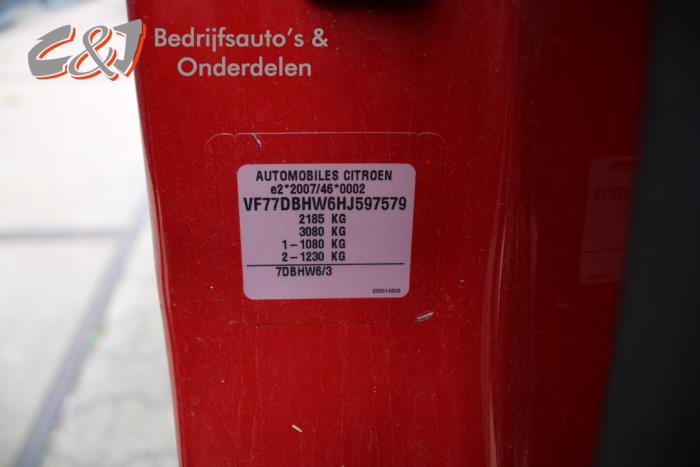 C&J Bedrijfsauto's &
Onderdelen
AUTOMOBILES CITROEN
e2*2007/46*0002
VF77DBHW6HJ597579
2185 KG
3080 KG
1-1080 KG
2-1230 KG
7DBHW6/3